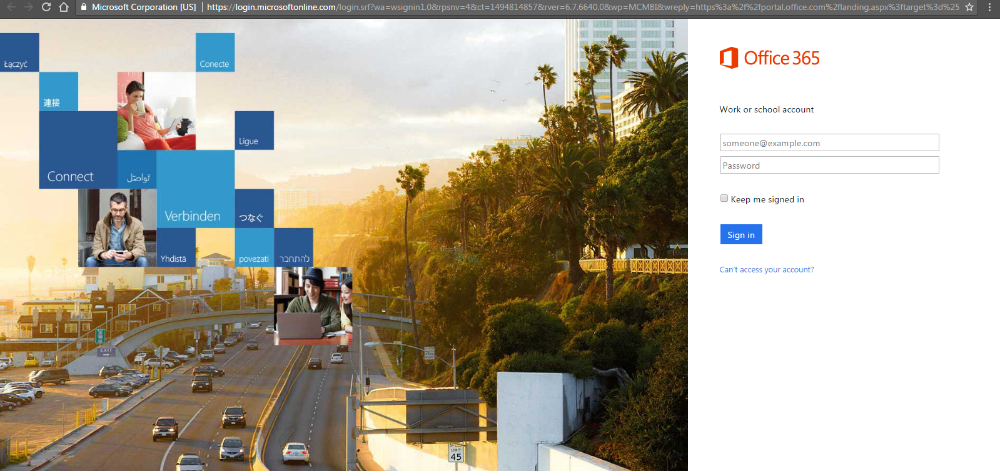 Microsoft Corporation [US]
https://login.microsoftonline.com/login.srf?wa=wsignin1.0&rpsnv=4&ct=1494814857&rver=6.7.6640.0&wp=MCMBI&wreply=https%3a%2f%2fportal.office.com%2flanding.aspx%3ftarget%3d%25
Łączyć
Conecte
連接
Ligue
Connect
تواصَل
Verbinden
つなぐ
Yhdistä
povezati
להתחבר
EXIT
LIMIT
45
Office 365
Work or school account
someone@example.com
Password
Keep me signed in
Sign in
Can't access your account?